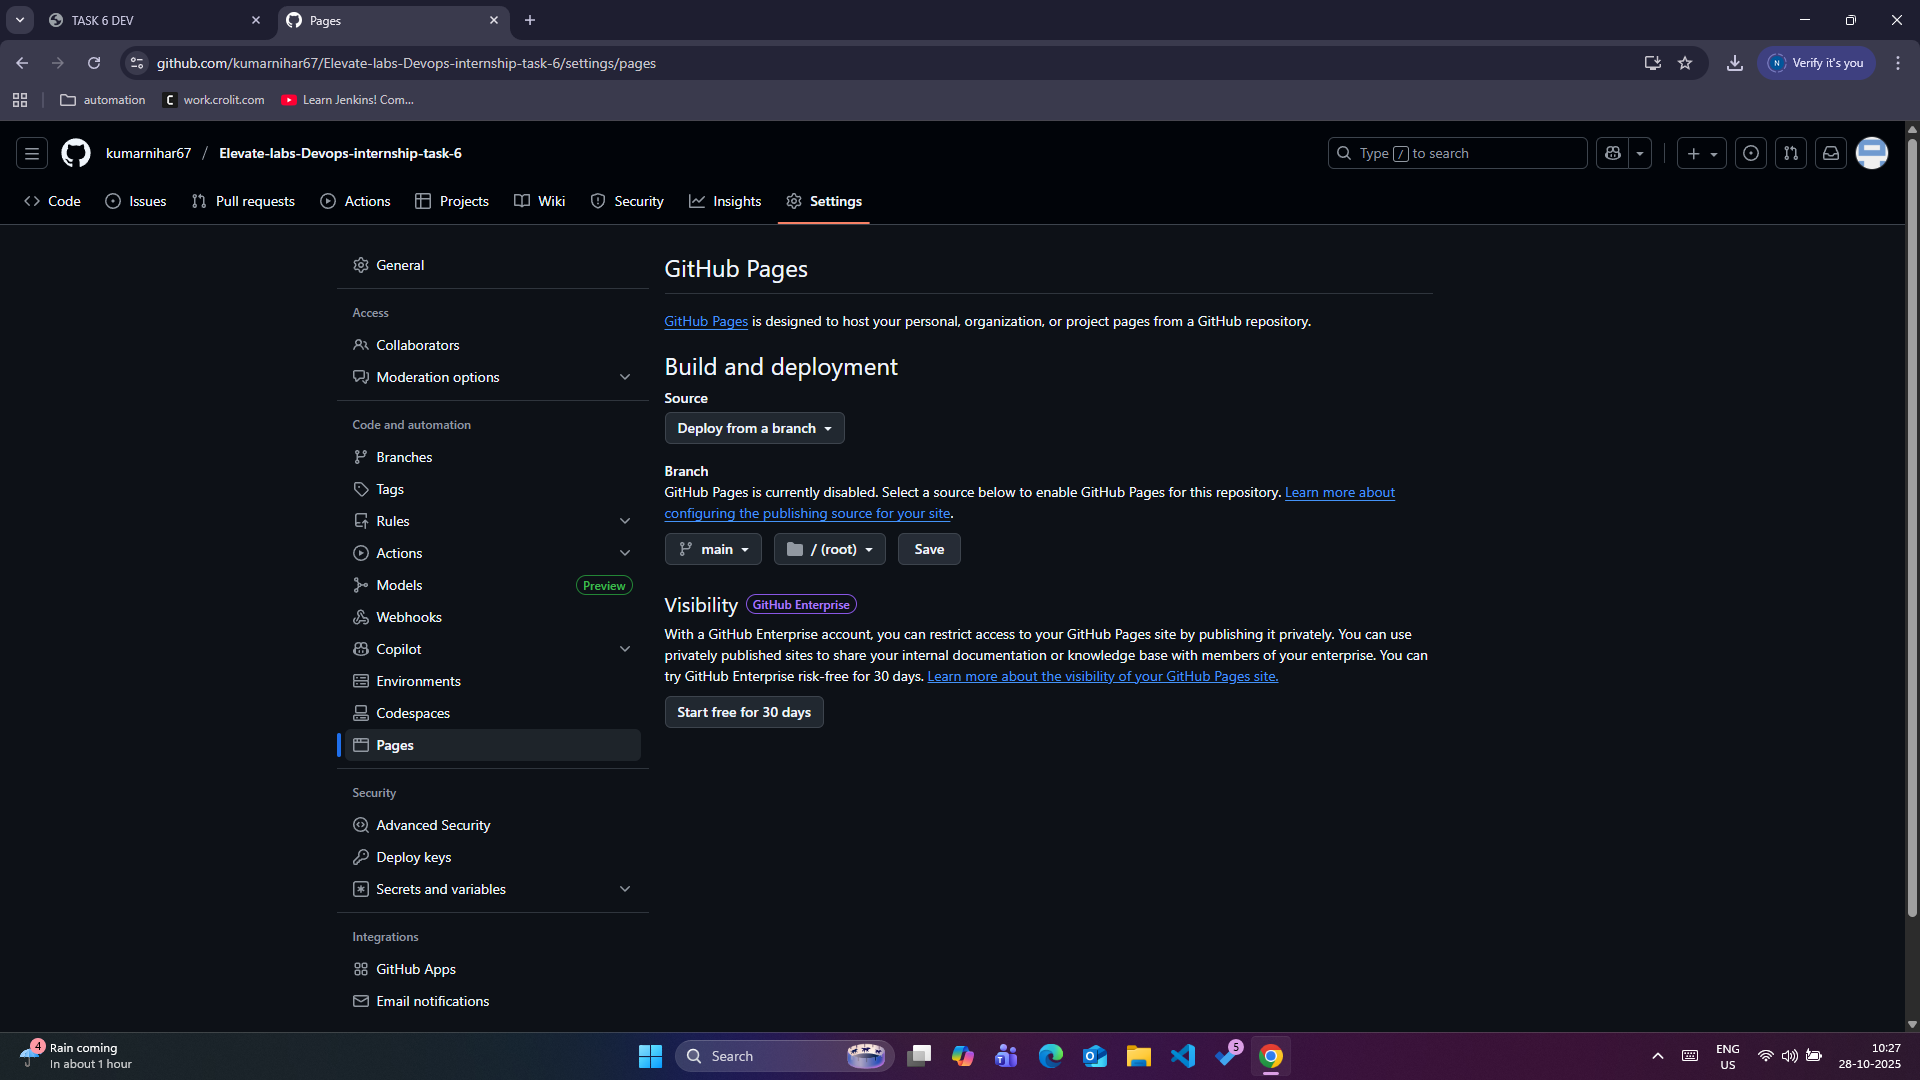 TASK 6 DEV
Pages
github.com/kumarnihar67/Elevate-labs-Devops-internship-task-6/settings/pages
N
Verify it's you
automation
work.crolit.com
Learn Jenkins! Com...
kumarnihar67 / Elevate-labs-Devops-internship-task-6
Type / to search
Code
Issues
Pull requests
Actions
Projects
Wiki
Security
Insights
Settings
General
Access
Collaborators
Moderation options
Code and automation
Branches
Tags
Rules
Actions
Models
Preview
Webhooks
Copilot
Environments
Codespaces
Pages
Security
Advanced Security
Deploy keys
Secrets and variables
Integrations
GitHub Apps
Email notifications
GitHub Pages
GitHub Pages is designed to host your personal, organization, or project pages from a GitHub repository.
Build and deployment
Source
Deploy from a branch
Branch
GitHub Pages is currently disabled. Select a source below to enable GitHub Pages for this repository. Learn more about
configuring the publishing source for your site.
main
/ (root)
Save
Visibility GitHub Enterprise
With a GitHub Enterprise account, you can restrict access to your GitHub Pages site by publishing it privately. You can use
privately published sites to share your internal documentation or knowledge base with members of your enterprise. You can
try GitHub Enterprise risk-free for 30 days. Learn more about the visibility of your GitHub Pages site.
Start free for 30 days
4
Rain coming
In about 1 hour
Search
5
ENG
US
10:27
28-10-2025